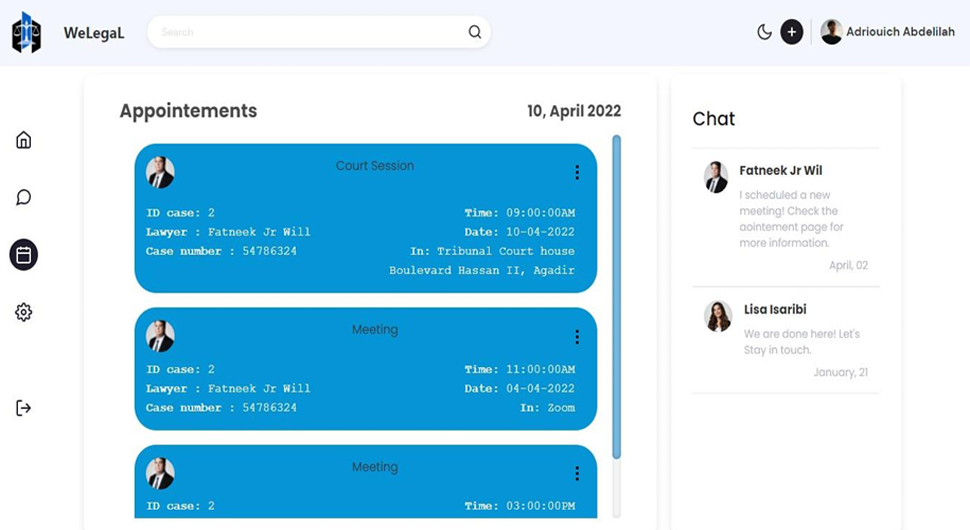 WeLegaL
Search
+
Adriouich Abdelilah
Appointements
10, April 2022
Court Session
ID case: 2
Time: 09:00:00AM
Lawyer : Fatneek Jr Will
Date: 10-04-2022
Case number : 54786324
In: Tribunal Court house
Boulevard Hassan II, Agadir
Meeting
ID case: 2
Time: 11:00:00AM
Lawyer : Fatneek Jr Will
Date: 04-04-2022
Case number : 54786324
In: Zoom
Meeting
ID case: 2
Time: 03:00:00PM
Chat
Fatneek Jr Wil
I scheduled a new
meeting! Check the
aointement page for
more information.
April, 02
Lisa Isaribi
We are done here! Let's
Stay in touch.
January, 21